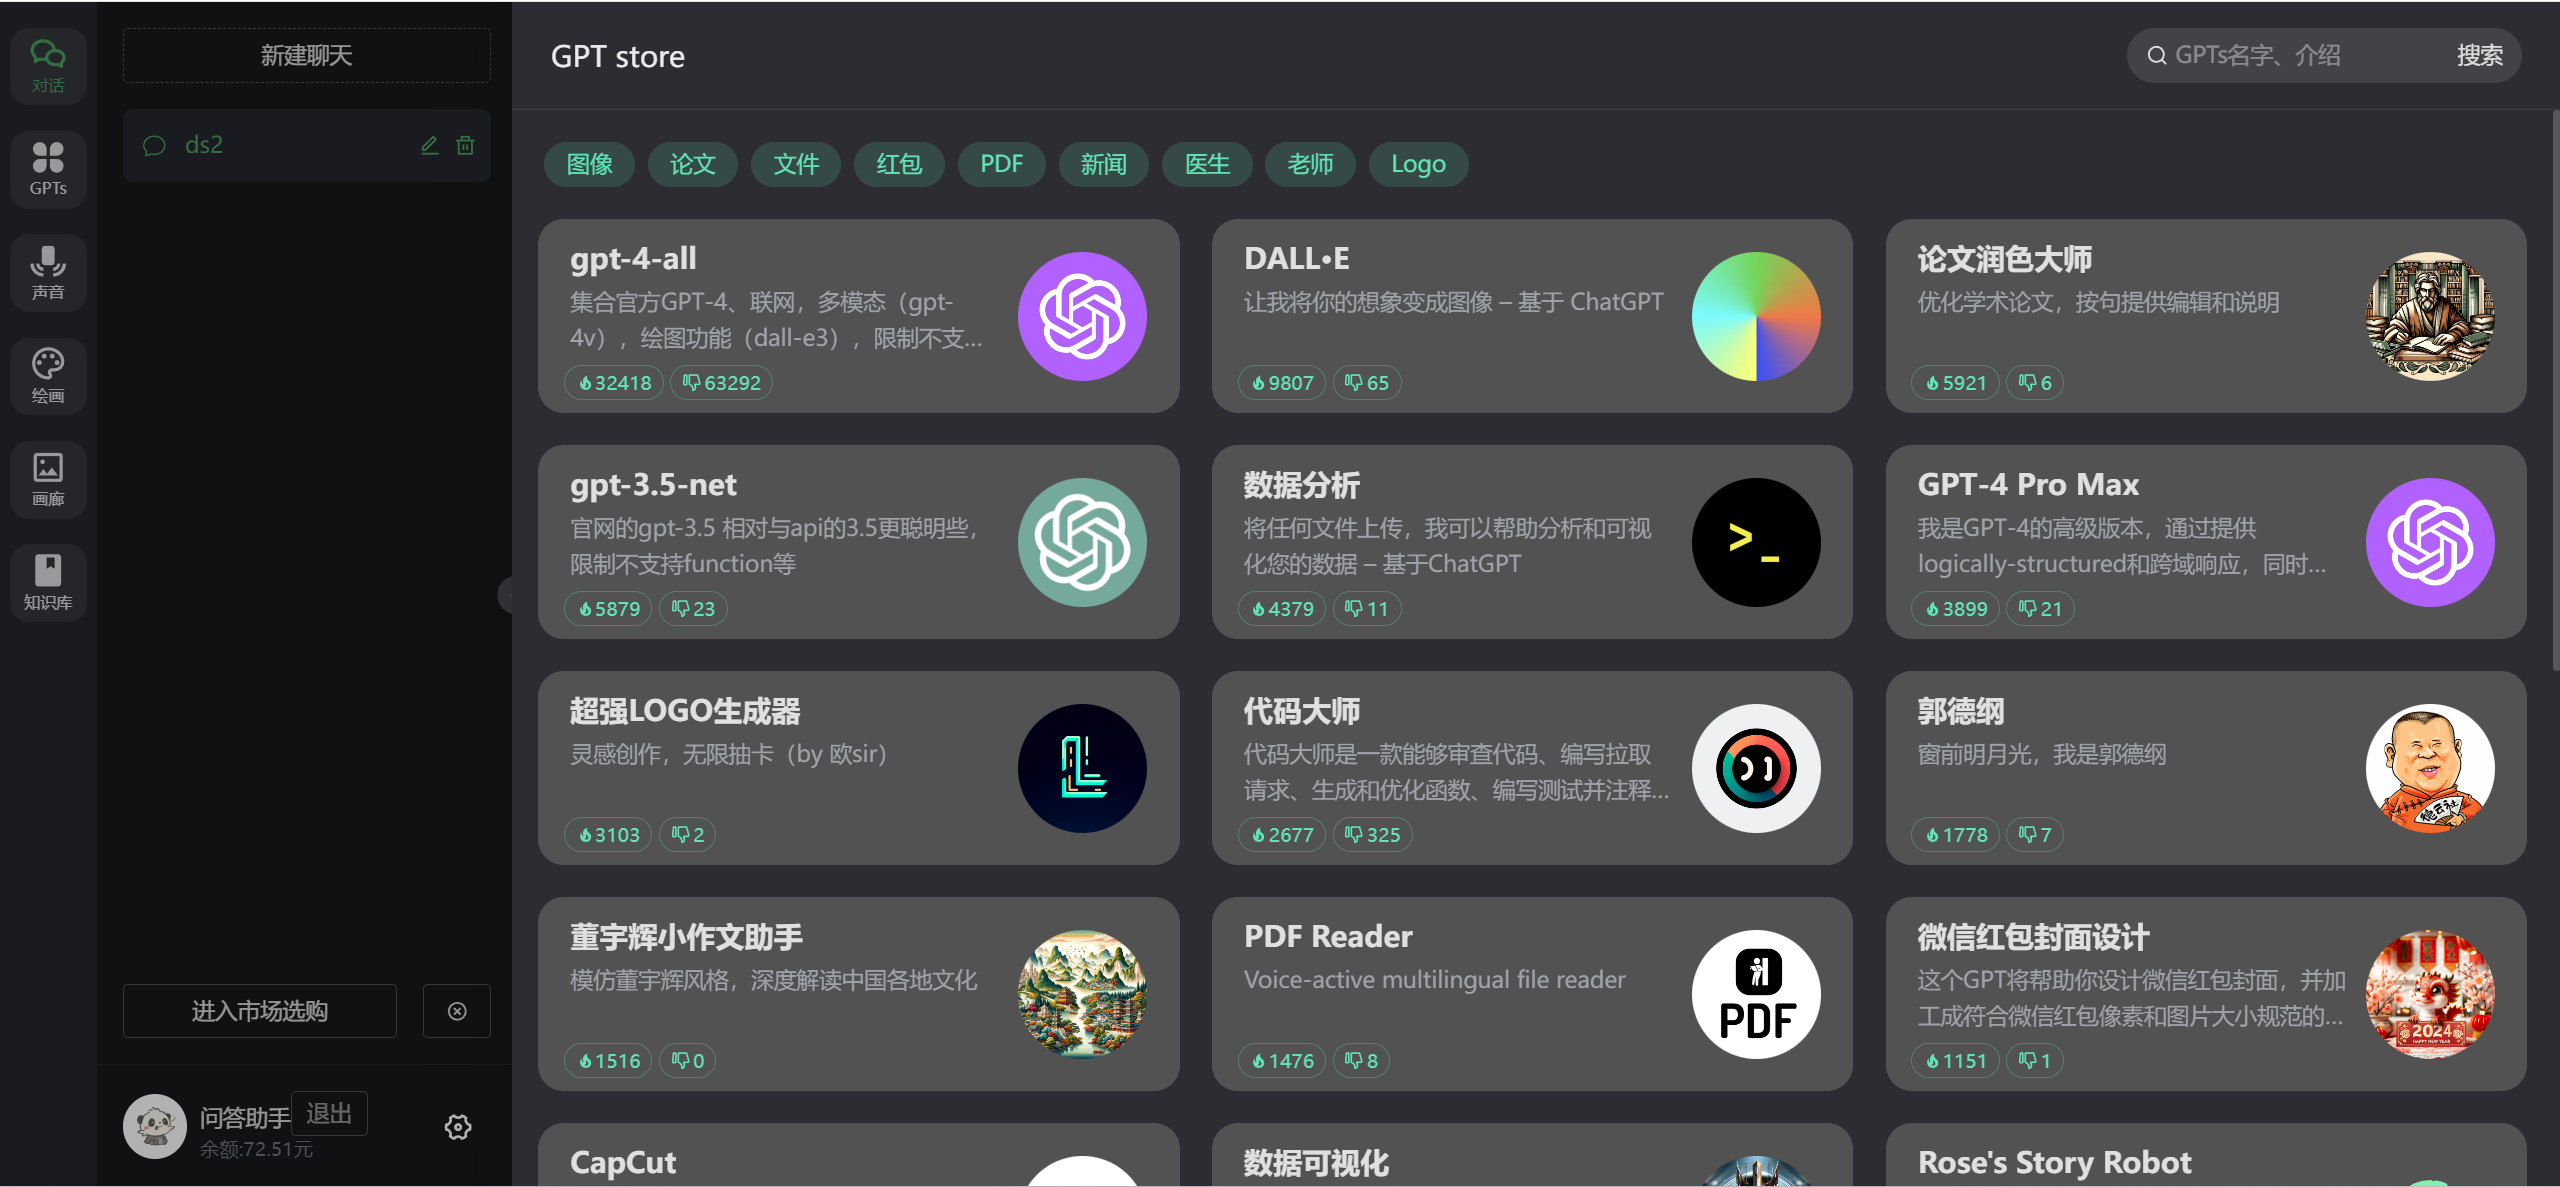 对话
GPTs
声音
绘画
画廊
知识库
新建聊天
ds2
进入市场选购
问答助手
退出
余额:72.51元
GPT store
GPTs名字、介绍
搜索
图像
论文
文件
红包
PDF
新闻
医生
老师
Logo
gpt-4-all
集合官方GPT-4、联网，多模态（gpt-
4v），绘图功能（dall-e3），限制不支...
32418
63292
DALL•E
让我将你的想象变成图像 – 基于 ChatGPT
9807
65
论文润色大师
优化学术论文，按句提供编辑和说明
5921
6
gpt-3.5-net
官网的gpt-3.5 相对与api的3.5更聪明些，
限制不支持function等
5879
23
数据分析
将任何文件上传，我可以帮助分析和可视
化您的数据 – 基于ChatGPT
4379
11
GPT-4 Pro Max
我是GPT-4的高级版本，通过提供
logically-structured和跨域响应，同时...
3899
21
超强LOGO生成器
灵感创作，无限抽卡（by 欧sir）
3103
2
代码大师
代码大师是一款能够审查代码、编写拉取
请求、生成和优化函数、编写测试并注释...
2677
325
郭德纲
窗前明月光，我是郭德纲
德云社
1778
7
董宇辉小作文助手
模仿董宇辉风格，深度解读中国各地文化
1516
0
PDF Reader
Voice-active multilingual file reader
PDF
1476
8
微信红包封面设计
这个GPT将帮助你设计微信红包封面，并加
工成符合微信红包像素和图片大小规范的...
2024
HAPPY NEW YEAR
1151
1
CapCut
数据可视化
Rose's Story Robot